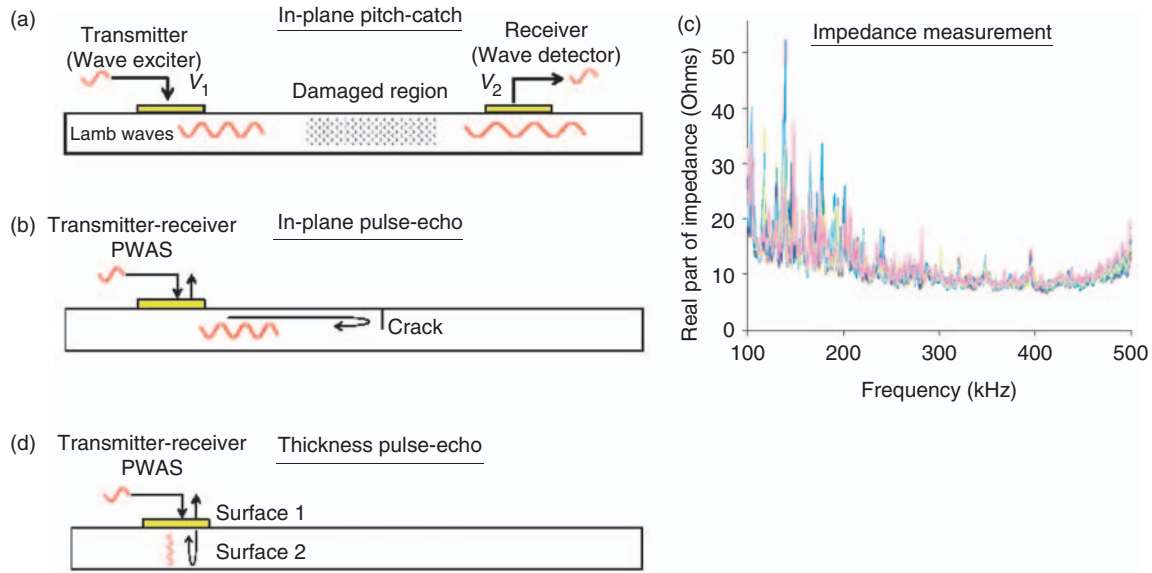 (a)
In-plane pitch-catch
Transmitter
(Wave exciter)
V1
Receiver
(Wave detector)
V2
Damaged region
Lamb waves
(b)
In-plane pulse-echo
Transmitter-receiver
PWAS
Crack
(c)
Impedance measurement
Real part of impedance (Ohms)
50
40
30
20
10
0
100
200
300
400
500
Frequency (kHz)
(d)
Transmitter-receiver
PWAS
Thickness pulse-echo
Surface 1
Surface 2